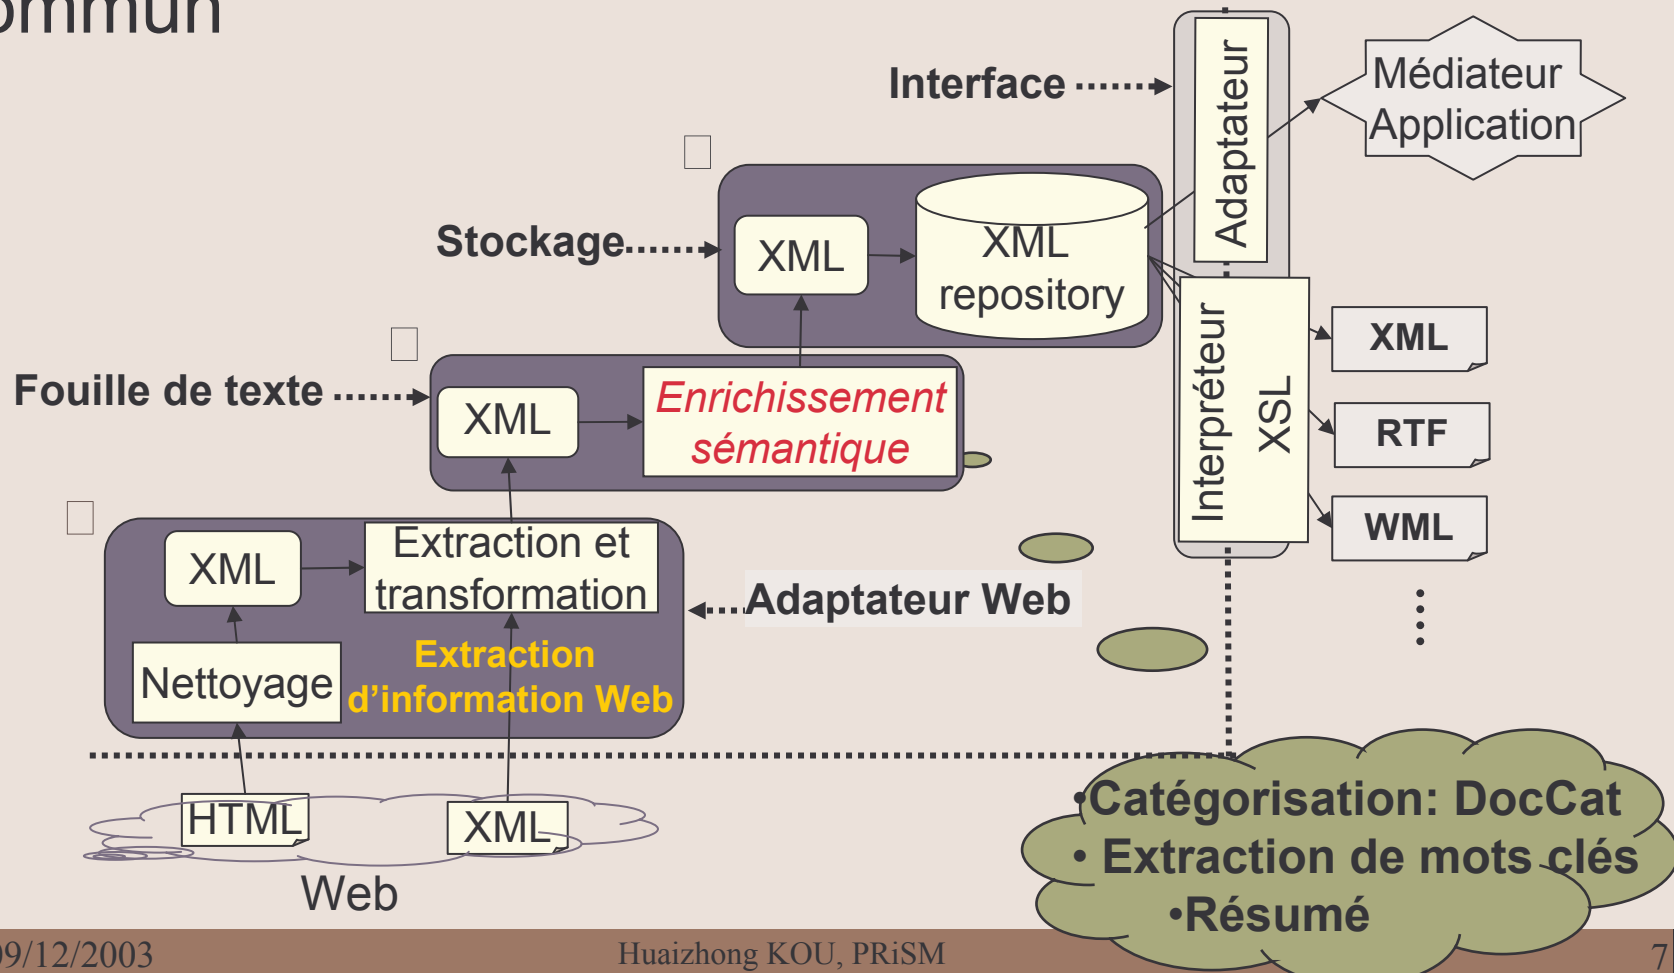 ommun
Interface
Adaptateur
Médiateur
Application
Stockage
XML
XML
repository
Interpréteur
XSL
XML
RTF
WML
Fouille de texte
XML
Enrichissement
sémantique
XML
Extraction et
transformation
Adaptateur Web
Nettoyage
Extraction
d’information Web
HTML
XML
Web
•Catégorisation: DocCat
• Extraction de mots clés
•Résumé
09/12/2003
Huaizhong KOU, PRiSM
7